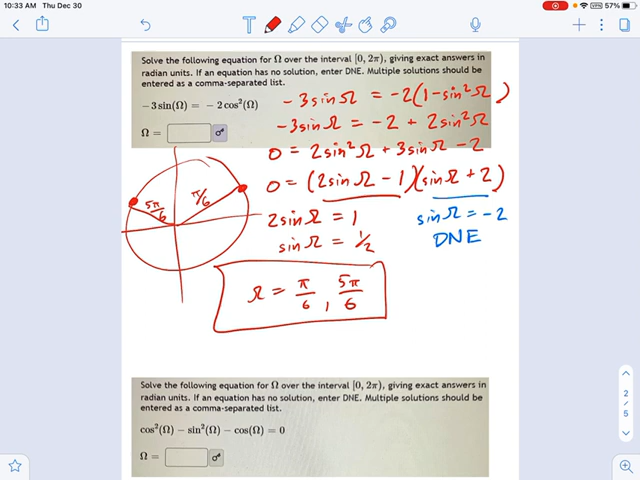 10:33 AM Thu Dec 30
57%
Solve the following equation for Ω over the interval [0, 2π), giving exact answers in
radian units. If an equation has no solution, enter DNE. Multiple solutions should be
entered as a comma-separated list.
−3 sin(Ω) = −2 cos²(Ω)
Ω =
-3sinΩ = -2(1-sin²Ω)
-3sinΩ = -2 + 2sin²Ω
0 = 2sin²Ω + 3sinΩ -2
0 = (2sinΩ -1)(sinΩ + 2)
5π/6
π/6
2sinΩ = 1
sinΩ = 1/2
sinΩ = -2
DNE
Ω = π/6, 5π/6
2
/
5
Solve the following equation for Ω over the interval [0, 2π), giving exact answers in
radian units. If an equation has no solution, enter DNE. Multiple solutions should be
entered as a comma-separated list.
cos²(Ω) − sin²(Ω) − cos(Ω) = 0
Ω =